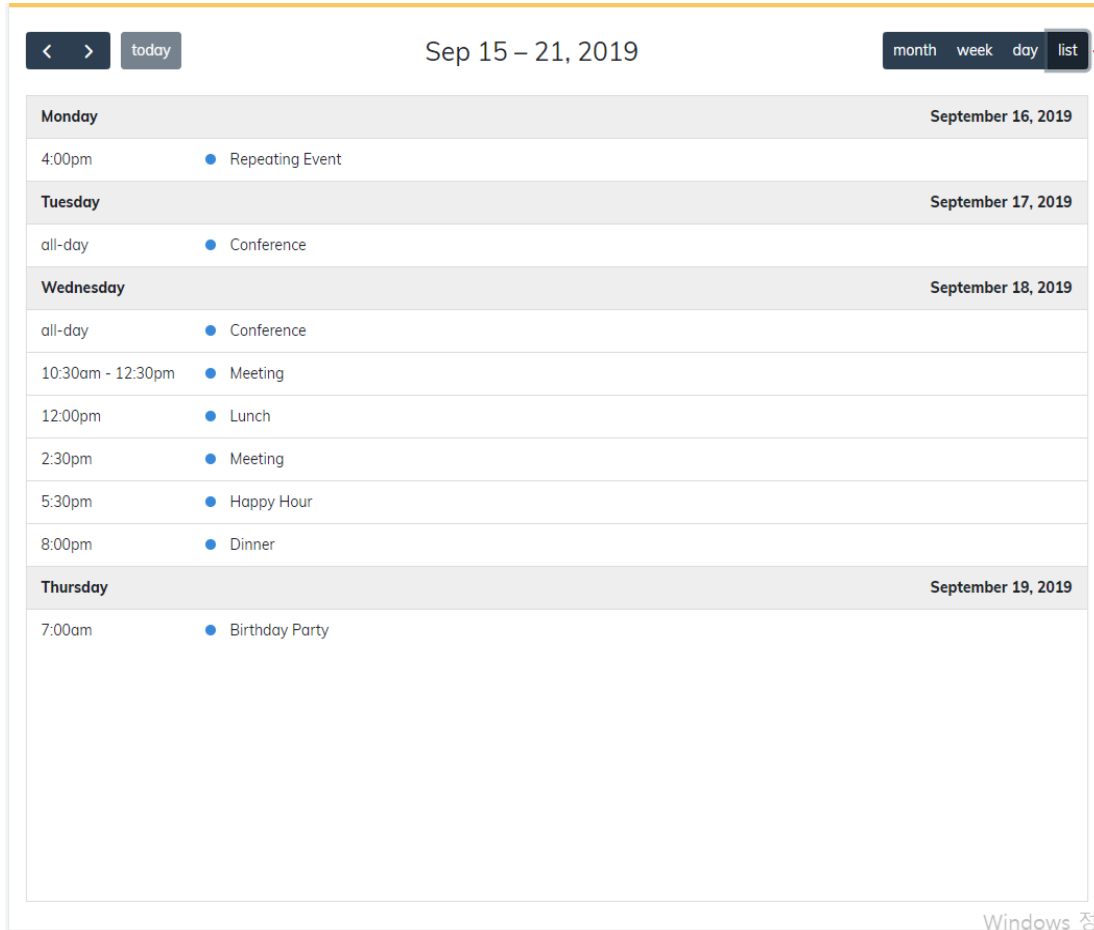 today
Sep 15 – 21, 2019
month week day list
Monday September 16, 2019
4:00pm Repeating Event
Tuesday September 17, 2019
all-day Conference
Wednesday September 18, 2019
all-day Conference
10:30am - 12:30pm Meeting
12:00pm Lunch
2:30pm Meeting
5:30pm Happy Hour
8:00pm Dinner
Thursday September 19, 2019
7:00am Birthday Party
Windows